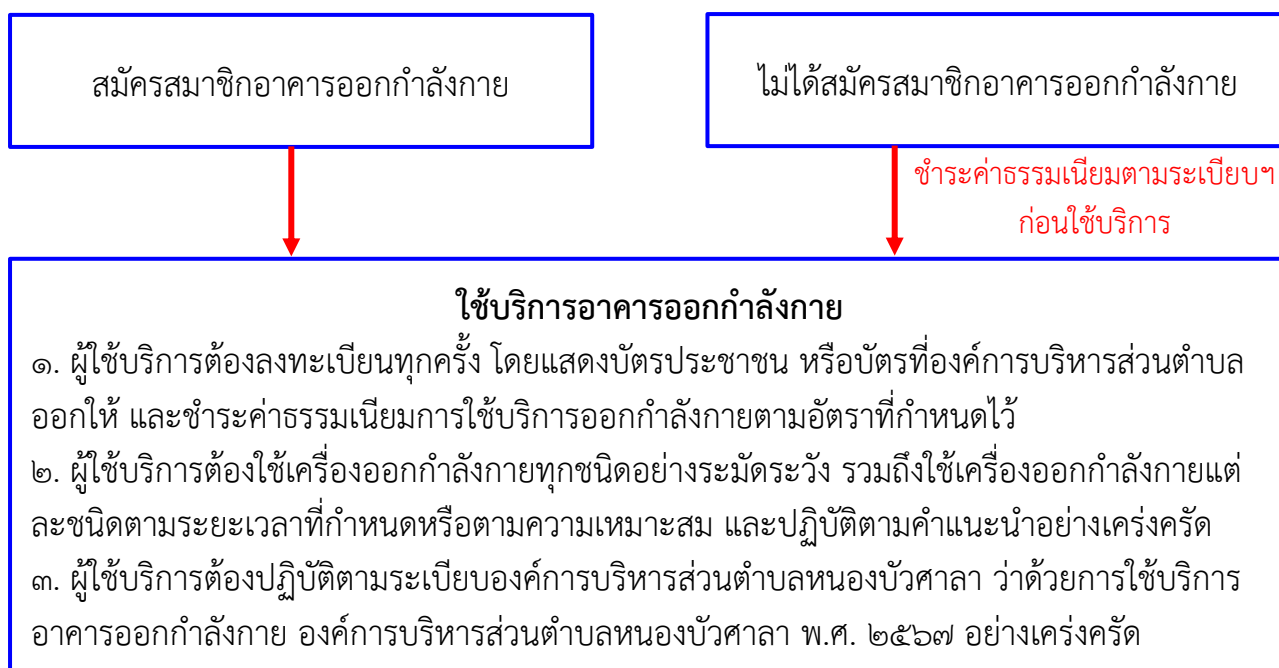 สมัครสมาชิกอาคารออกกำลังกาย
ไม่ได้สมัครสมาชิกอาคารออกกำลังกาย
ชำระค่าธรรมเนียมตามระเบียบฯ
ก่อนใช้บริการ
ใช้บริการอาคารออกกำลังกาย
๑. ผู้ใช้บริการต้องลงทะเบียนทุกครั้ง โดยแสดงบัตรประชาชน หรือบัตรที่องค์การบริหารส่วนตำบล
ออกให้ และชำระค่าธรรมเนียมการใช้บริการออกกำลังกายตามอัตราที่กำหนดไว้
๒. ผู้ใช้บริการต้องใช้เครื่องออกกำลังกายทุกชนิดอย่างระมัดระวัง รวมถึงใช้เครื่องออกกำลังกายแต่
ละชนิดตามระยะเวลาที่กำหนดหรือตามความเหมาะสม และปฏิบัติตามคำแนะนำอย่างเคร่งครัด
๓. ผู้ใช้บริการต้องปฏิบัติตามระเบียบองค์การบริหารส่วนตำบลหนองบัวศาลา ว่าด้วยการใช้บริการ
อาคารออกกำลังกาย องค์การบริหารส่วนตำบลหนองบัวศาลา พ.ศ. ๒๕๖๗ อย่างเคร่งครัด